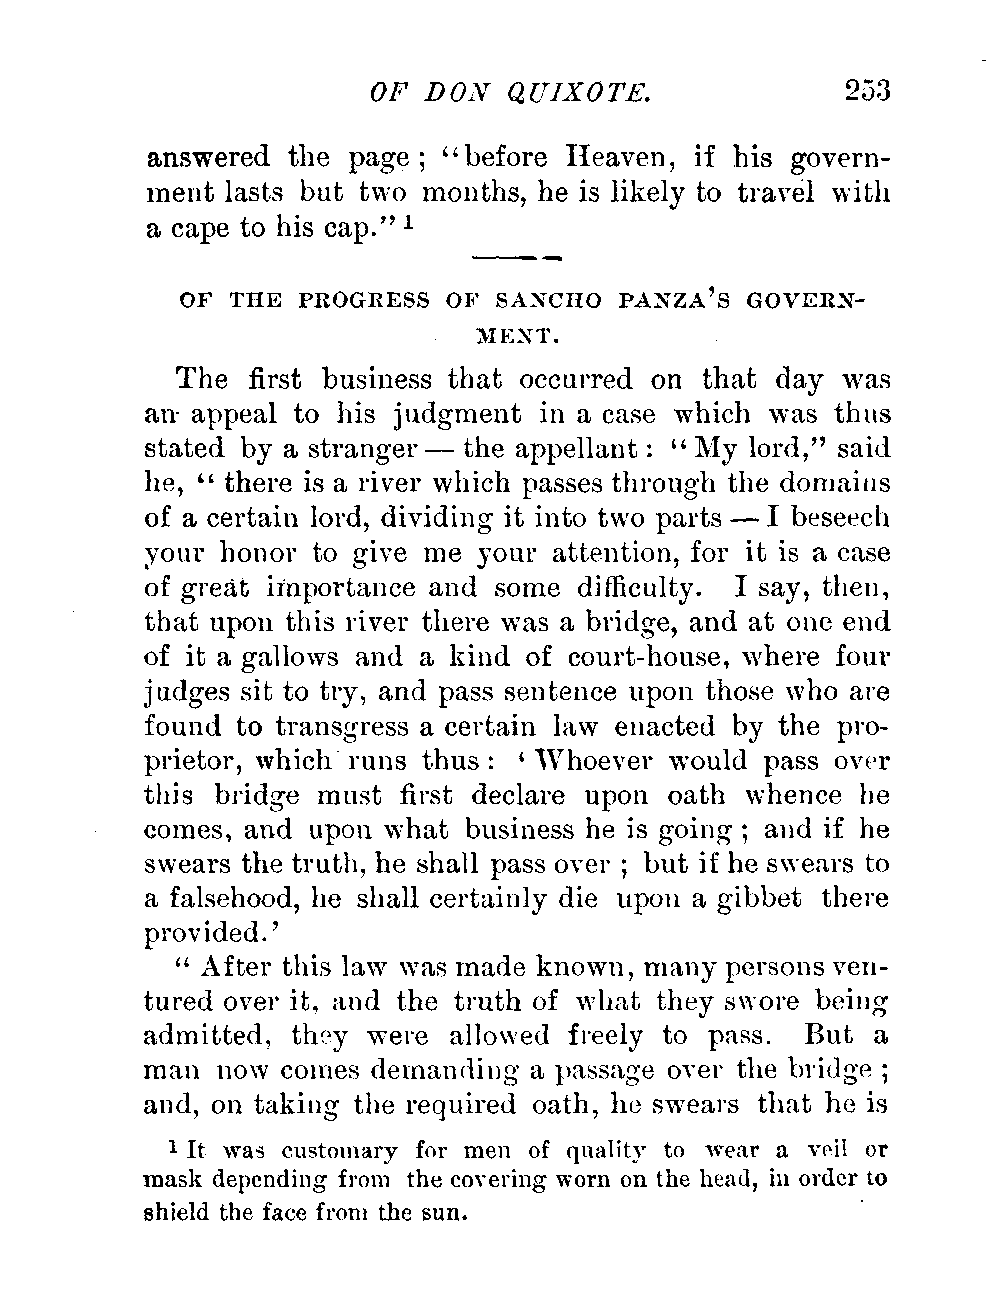 OF DON QUIXOTE. 253
answered the page ; “before Heaven, if his govern-
ment lasts but two months, he is likely to travel with
a cape to his cap.” 1
OF THE PROGRESS OF SANCHO PANZA’S GOVERN-
MENT.
The first business that occurred on that day was
an appeal to his judgment in a case which was thus
stated by a stranger — the appellant : “ My lord,” said
he, “ there is a river which passes through the domains
of a certain lord, dividing it into two parts — I beseech
your honor to give me your attention, for it is a case
of great importance and some difficulty. I say, then,
that upon this river there was a bridge, and at one end
of it a gallows and a kind of court-house, where four
judges sit to try, and pass sentence upon those who are
found to transgress a certain law enacted by the pro-
prietor, which runs thus : ‘ Whoever would pass over
this bridge must first declare upon oath whence he
comes, and upon what business he is going ; and if he
swears the truth, he shall pass over ; but if he swears to
a falsehood, he shall certainly die upon a gibbet there
provided.’
“ After this law was made known, many persons ven-
tured over it, and the truth of what they swore being
admitted, they were allowed freely to pass. But a
man now comes demanding a passage over the bridge ;
and, on taking the required oath, he swears that he is
1 It was customary for men of quality to wear a veil or
mask depending from the covering worn on the head, in order to
shield the face from the sun.